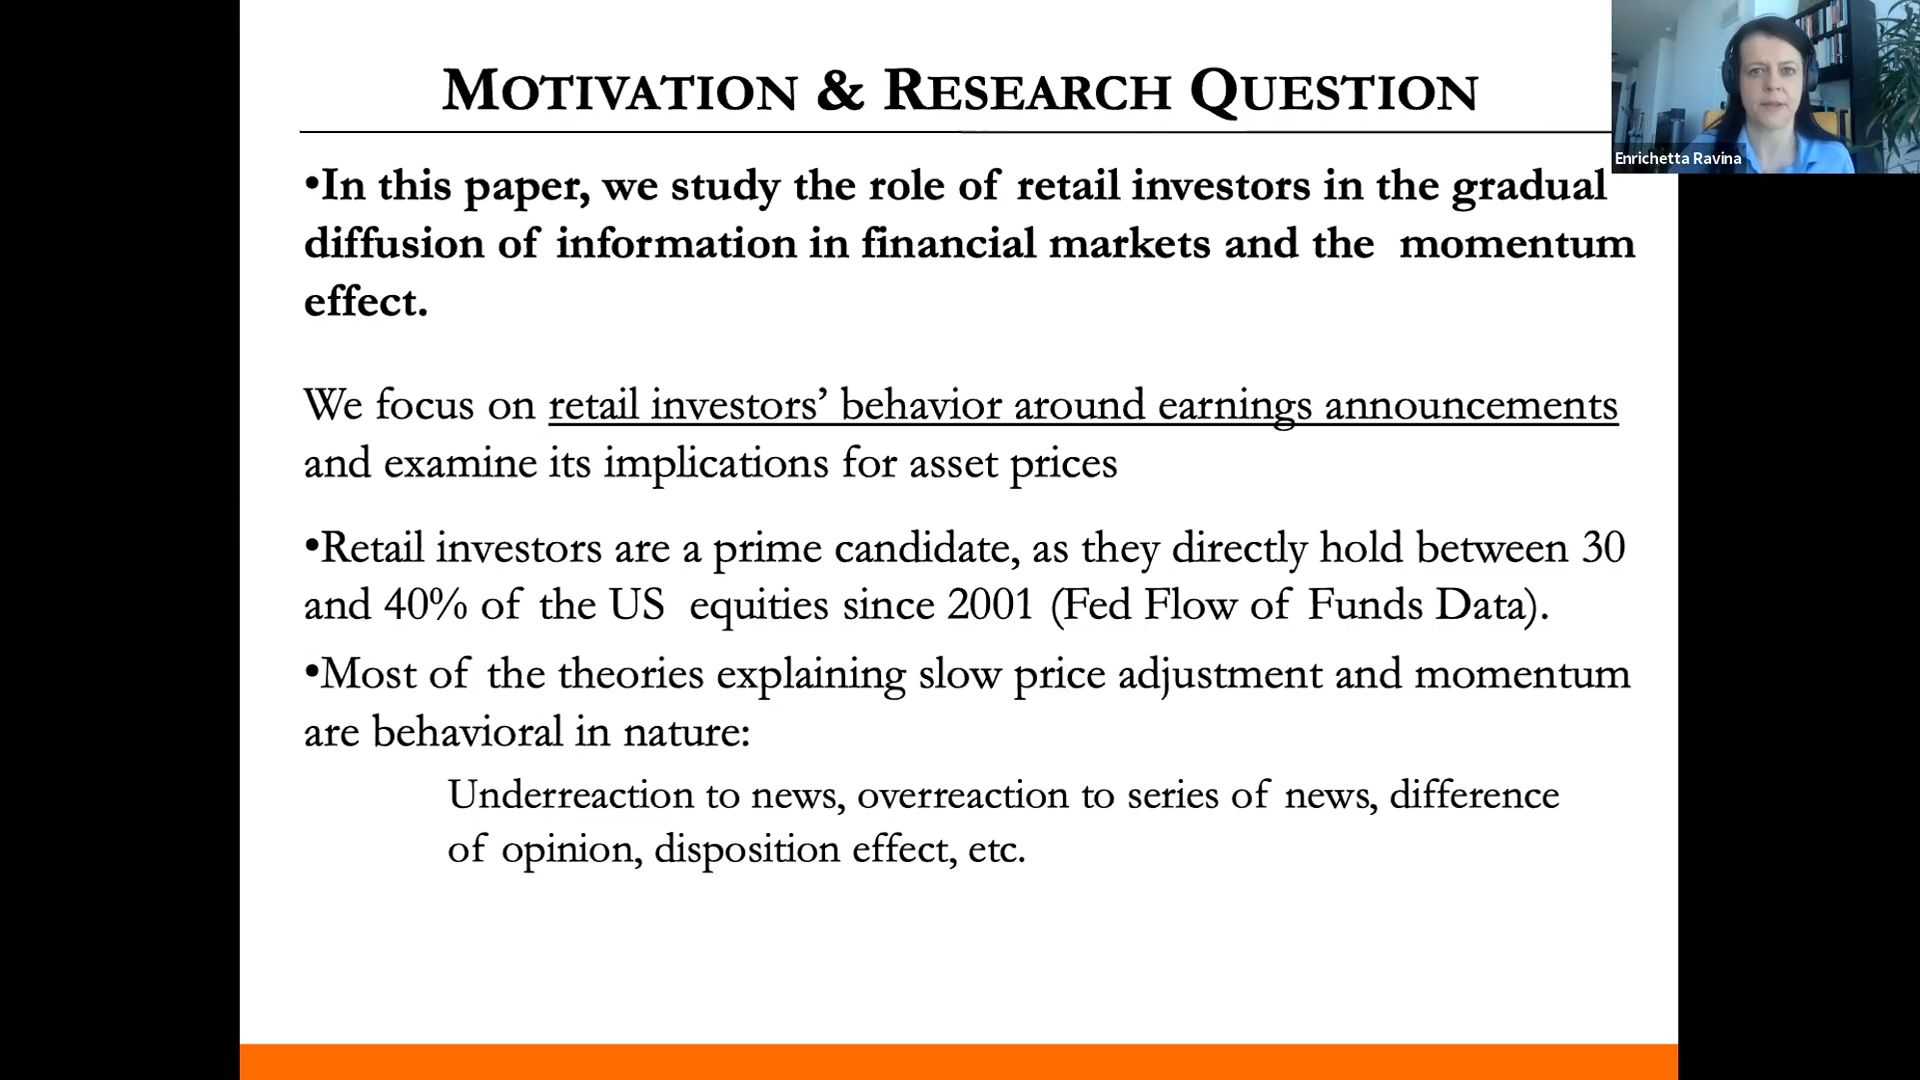 MOTIVATION & RESEARCH QUESTION
•In this paper, we study the role of retail investors in the gradual
diffusion of information in financial markets and the momentum
effect.
We focus on retail investors’ behavior around earnings announcements
and examine its implications for asset prices
•Retail investors are a prime candidate, as they directly hold between 30
and 40% of the US equities since 2001 (Fed Flow of Funds Data).
•Most of the theories explaining slow price adjustment and momentum
are behavioral in nature:
Underreaction to news, overreaction to series of news, difference
of opinion, disposition effect, etc.
Enrichetta Ravina